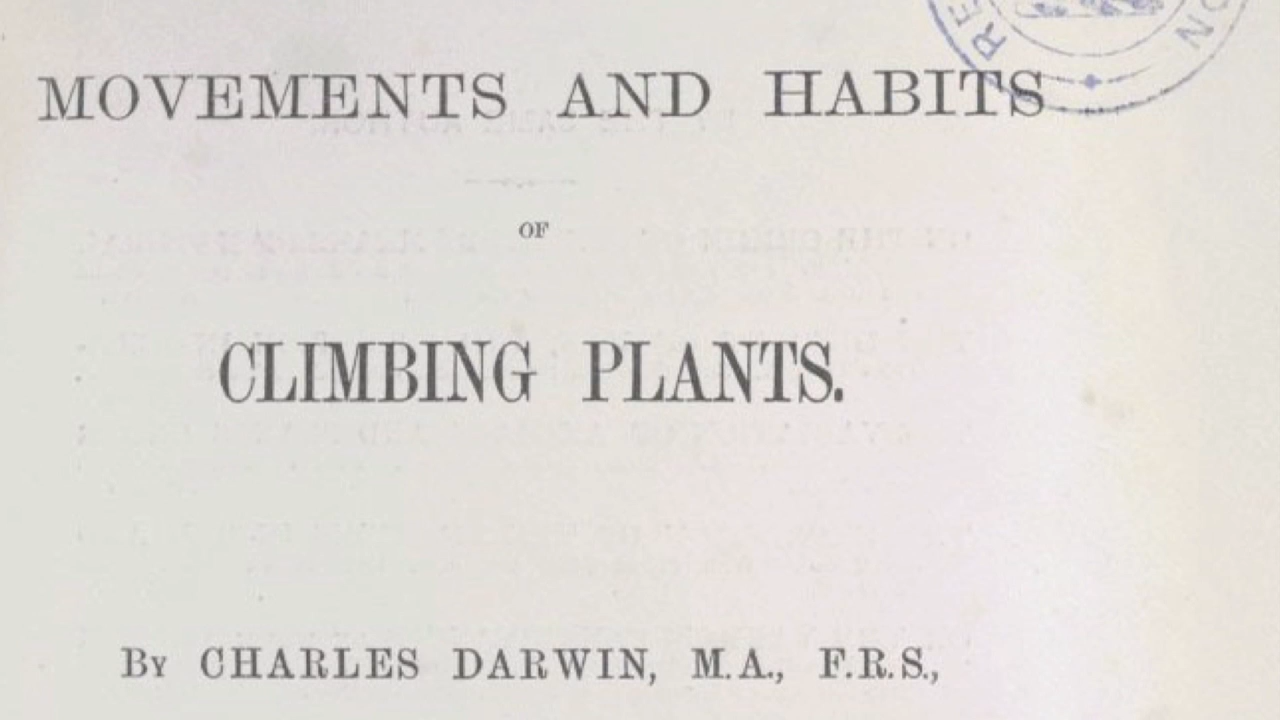 MOVEMENTS AND HABITS
OF
CLIMBING PLANTS.
By CHARLES DARWIN, M.A., F.R.S.,